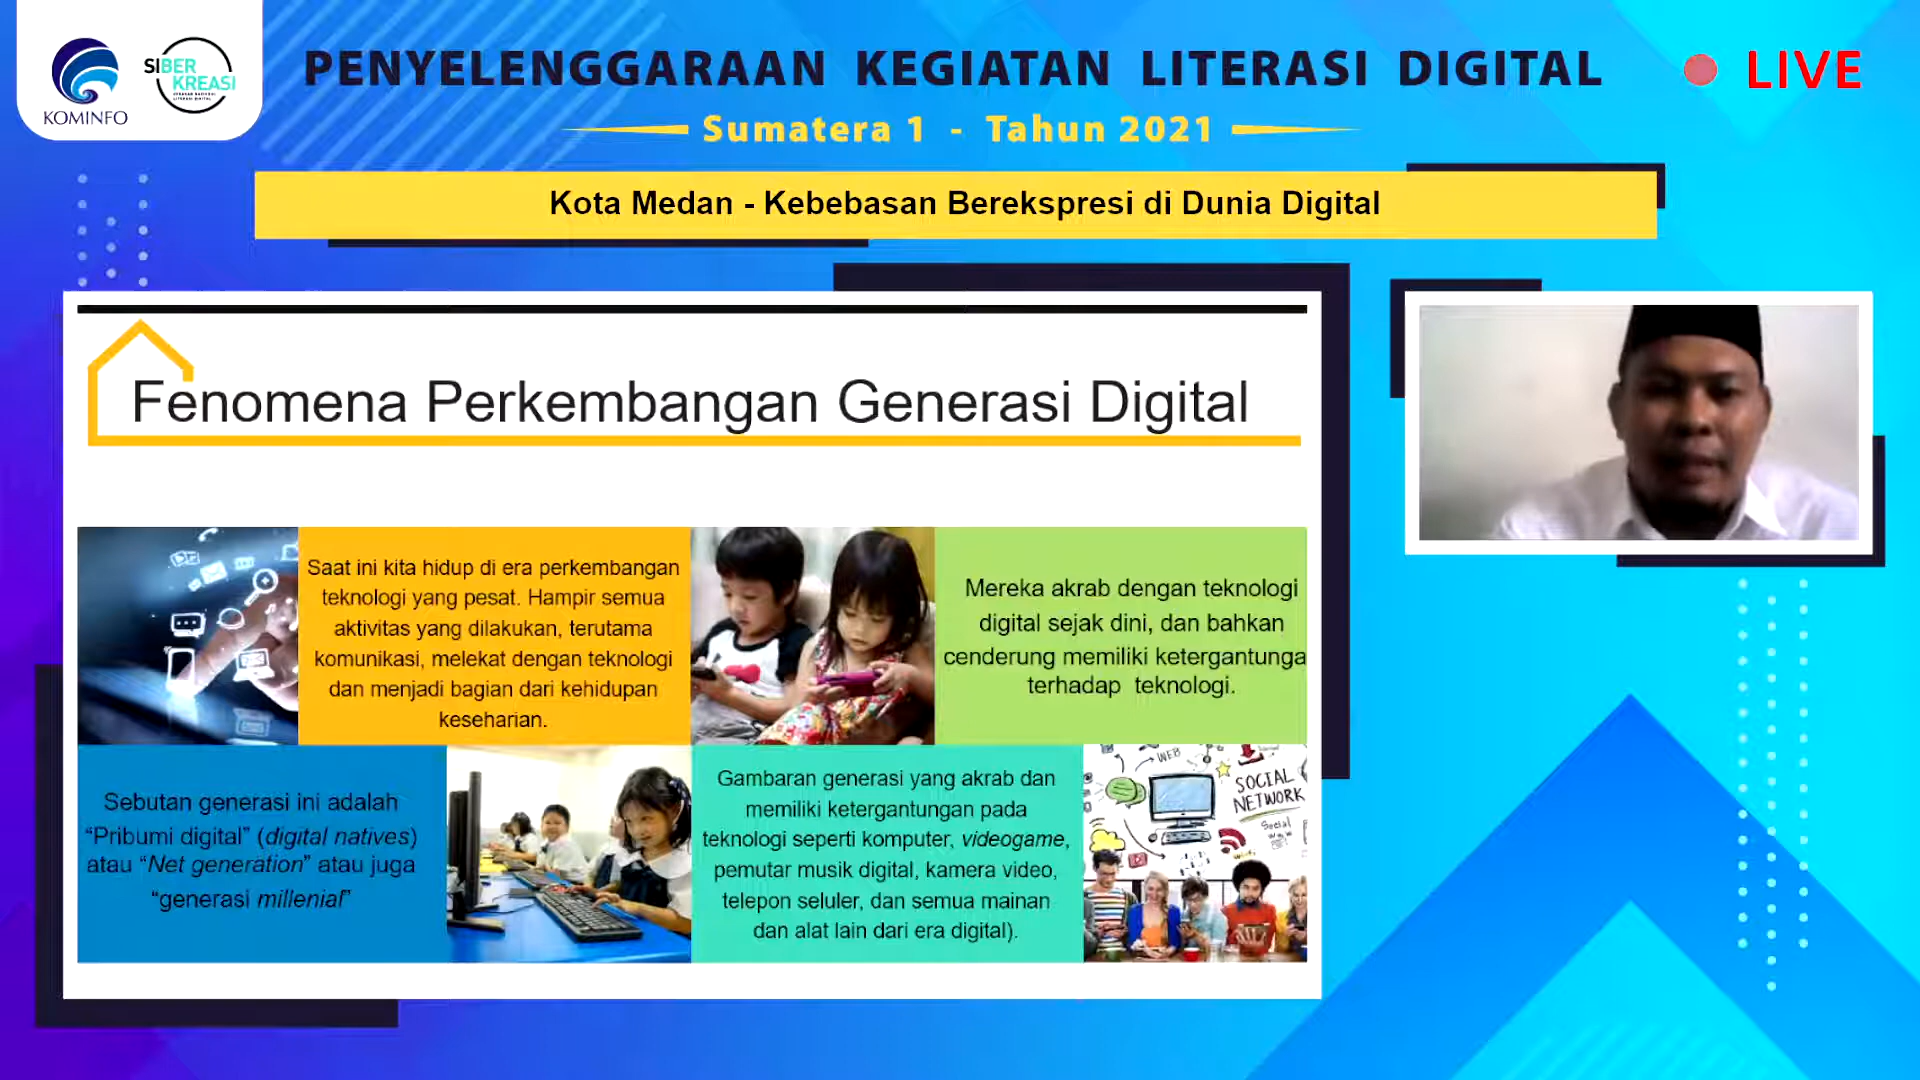 KOMINFO
SIBER
KREASI
PENYELENGGARAAN KEGIATAN LITERASI DIGITAL
LIVE
Sumatera 1 - Tahun 2021
Kota Medan - Kebebasan Berekspresi di Dunia Digital
Fenomena Perkembangan Generasi Digital
Saat ini kita hidup di era perkembangan
teknologi yang pesat. Hampir semua
aktivitas yang dilakukan, terutama
komunikasi, melekat dengan teknologi
dan menjadi bagian dari kehidupan
keseharian.
Mereka akrab dengan teknologi
digital sejak dini, dan bahkan
cenderung memiliki ketergantunga
terhadap teknologi.
Sebutan generasi ini adalah
“Pribumi digital” (digital natives)
atau “Net generation” atau juga
“generasi millenial”
Gambaran generasi yang akrab dan
memiliki ketergantungan pada
teknologi seperti komputer, videogame,
pemutar musik digital, kamera video,
telepon seluler, dan semua mainan
dan alat lain dari era digital).
WEB
SOCIAL
NETWORK
Social